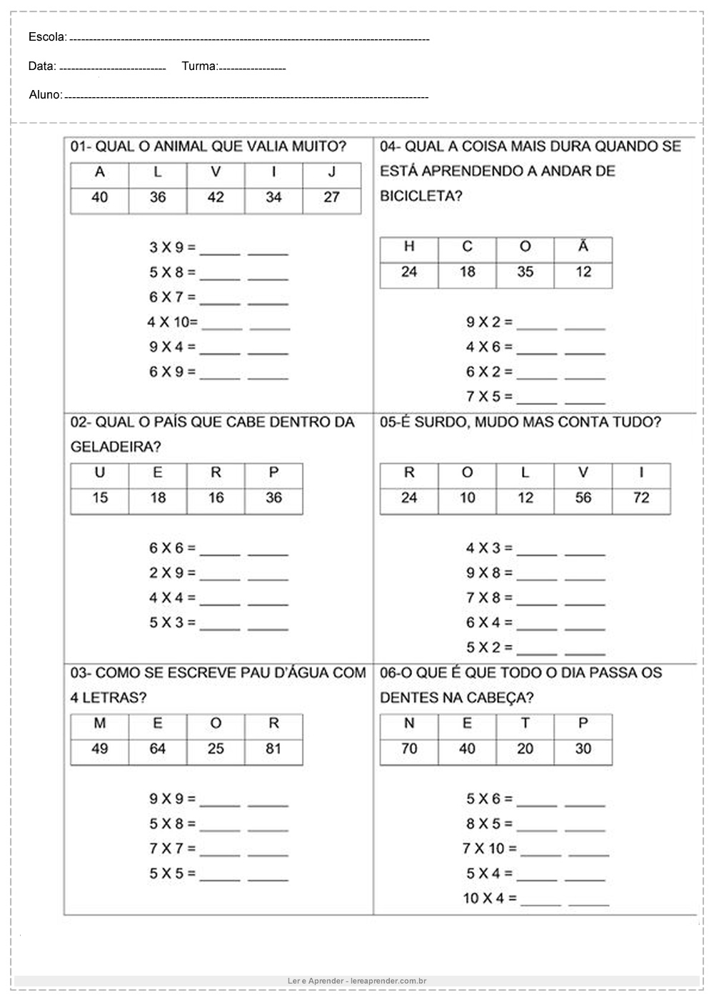 Escola:
Data: Turma:
Aluno:
01- QUAL O ANIMAL QUE VALIA MUITO?
A L V I J
40 36 42 34 27
3 X 9 = _____ _____
5 X 8 = _____ _____
6 X 7 = _____ _____
4 X 10= _____ _____
9 X 4 = _____ _____
6 X 9 = _____ _____
02- QUAL O PAÍS QUE CABE DENTRO DA
GELADEIRA?
U E R P
15 18 16 36
6 X 6 = _____ _____
2 X 9 = _____ _____
4 X 4 = _____ _____
5 X 3 = _____ _____
03- COMO SE ESCREVE PAU D'ÁGUA COM
4 LETRAS?
M E O R
49 64 25 81
9 X 9 = _____ _____
5 X 8 = _____ _____
7 X 7 = _____ _____
5 X 5 = _____ _____
04- QUAL A COISA MAIS DURA QUANDO SE
ESTÁ APRENDENDO A ANDAR DE
BICICLETA?
H C O Ã
24 18 35 12
9 X 2 = _____ _____
4 X 6 = _____ _____
6 X 2 = _____ _____
7 X 5 = _____ _____
05-É SURDO, MUDO MAS CONTA TUDO?
R O L V I
24 10 12 56 72
4 X 3 = _____ _____
9 X 8 = _____ _____
7 X 8 = _____ _____
6 X 4 = _____ _____
5 X 2 = _____ _____
06-O QUE É QUE TODO O DIA PASSA OS
DENTES NA CABEÇA?
N E T P
70 40 20 30
5 X 6 = _____ _____
8 X 5 = _____ _____
7 X 10 = _____ _____
5 X 4 = _____ _____
10 X 4 = _____ _____
Ler e Aprender - lereaprender.com.br